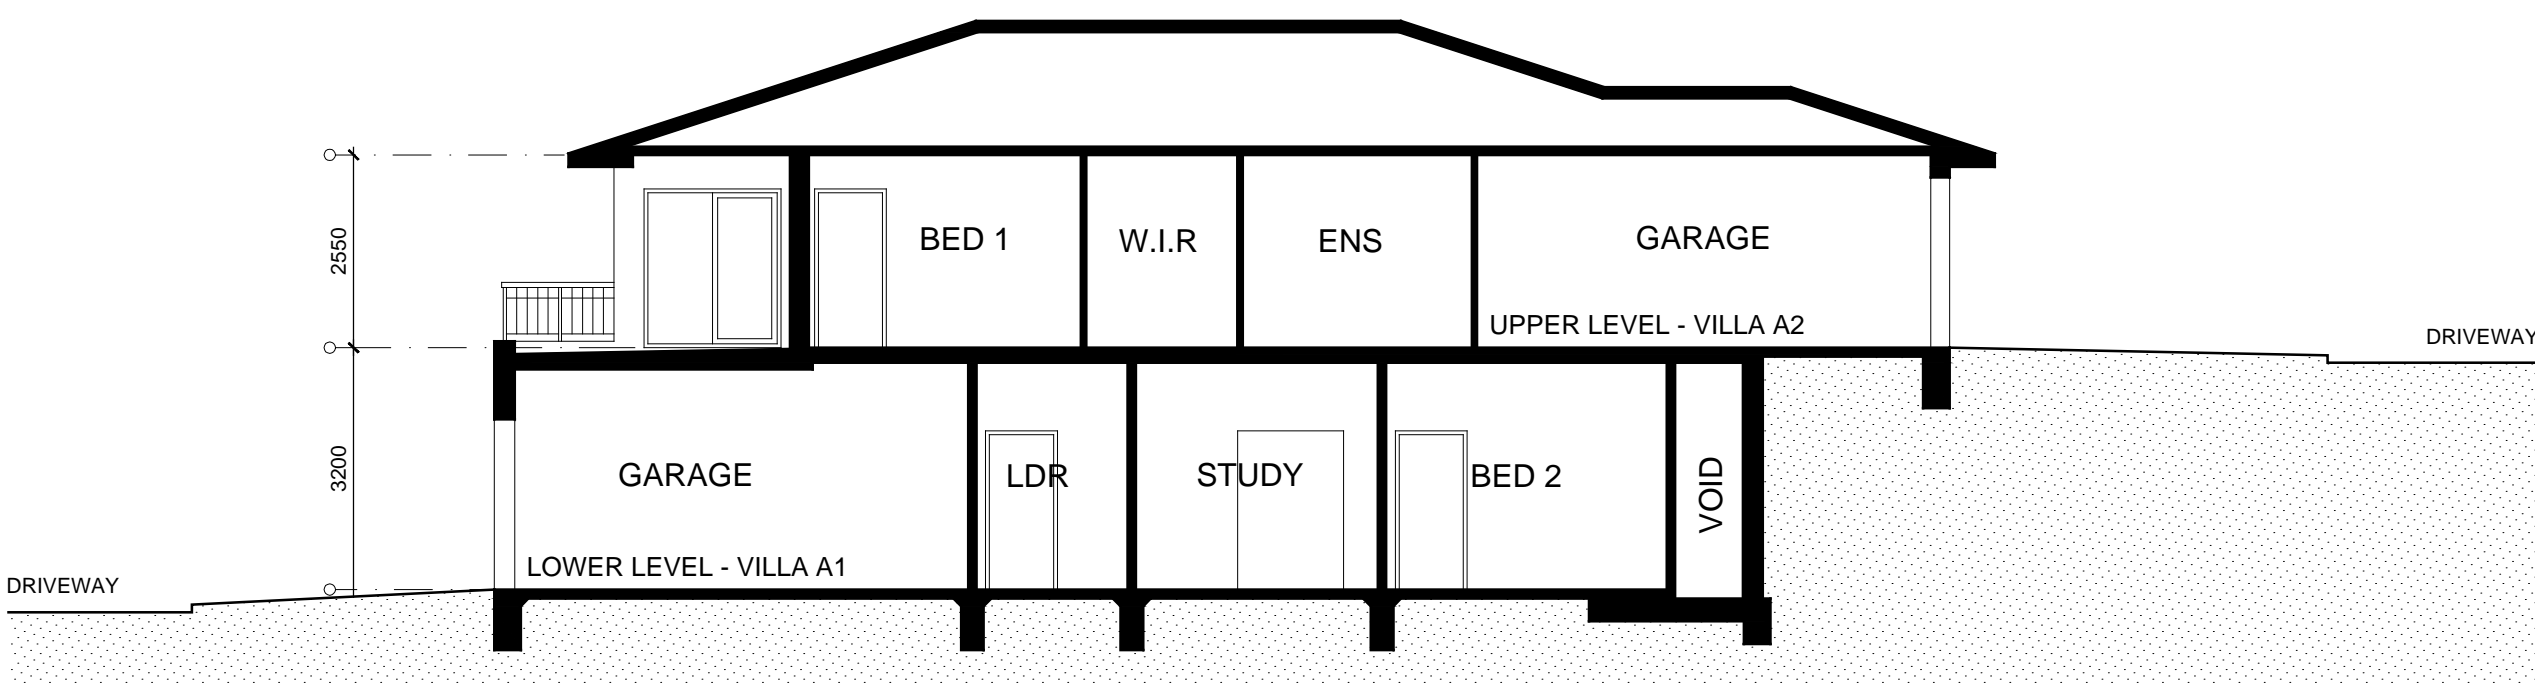 2550
BED 1
W.I.R
ENS
GARAGE
UPPER LEVEL - VILLA A2
DRIVEWAY
3200
GARAGE
LDR
STUDY
BED 2
VOID
LOWER LEVEL - VILLA A1
DRIVEWAY